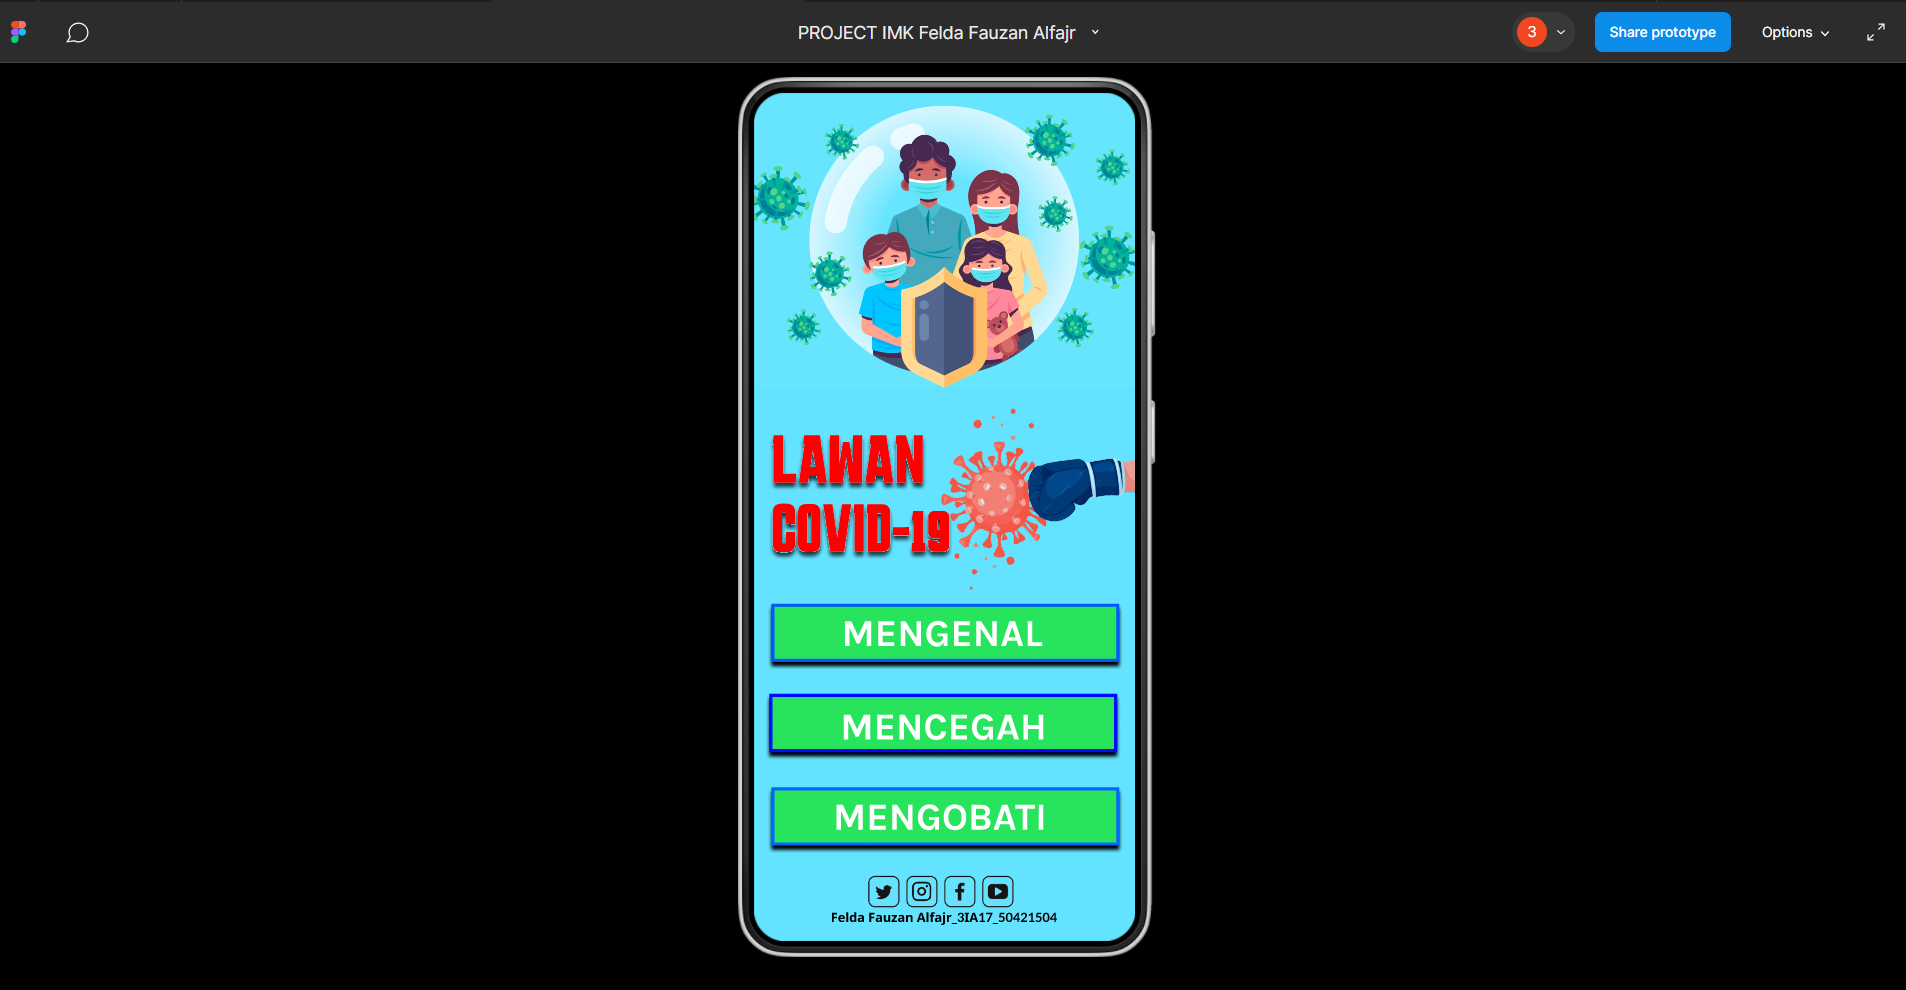 PROJECT IMK Felda Fauzan Alfajr
3
Share prototype
Options
LAWAN
COVID-19
MENGENAL
MENCEGAH
MENGOBATI
Felda Fauzan Alfajr_3IA17_50421504